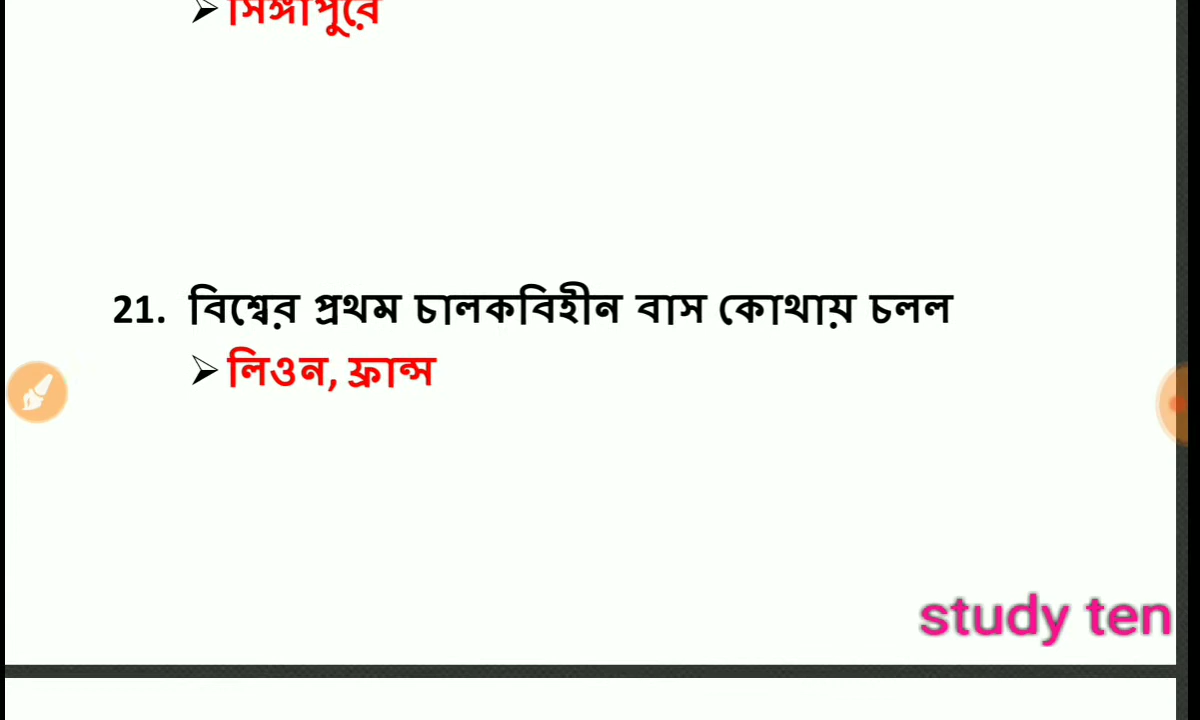 ➢ সিঙ্গাপুরে
21. বিশ্বের প্রথম চালকবিহীন বাস কোথায় চলল
➢ লিওন, ফ্রান্স
study ten